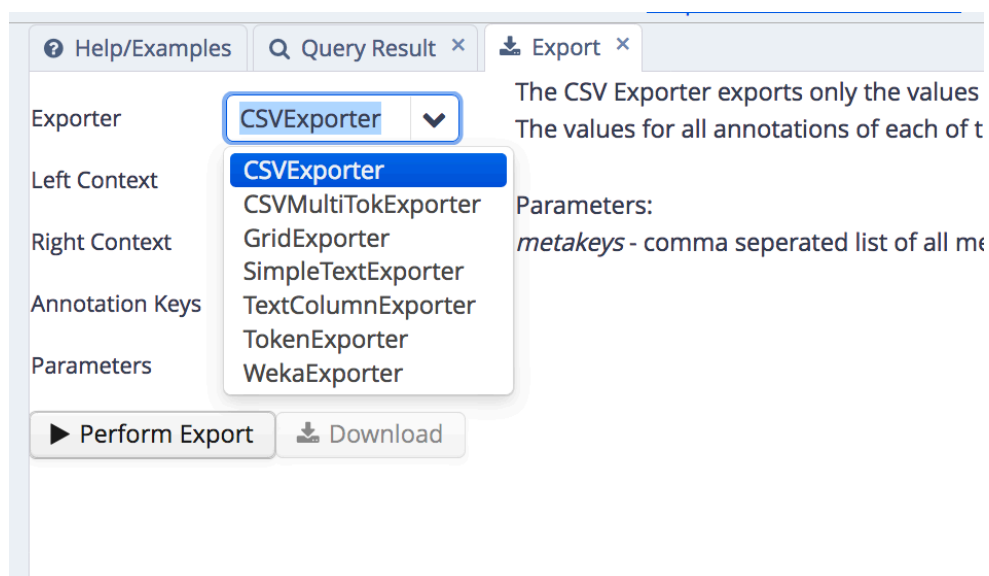 Help/Examples Query Result × Export ×
Exporter CSVExporter
The CSV Exporter exports only the values
The values for all annotations of each of
CSVExporter
Left Context
CSVMultiTokExporter
Parameters:
GridExporter
Right Context
metakeys - comma seperated list of all
SimpleTextExporter
Annotation Keys
TextColumnExporter
TokenExporter
Parameters
WekaExporter
Perform Export Download